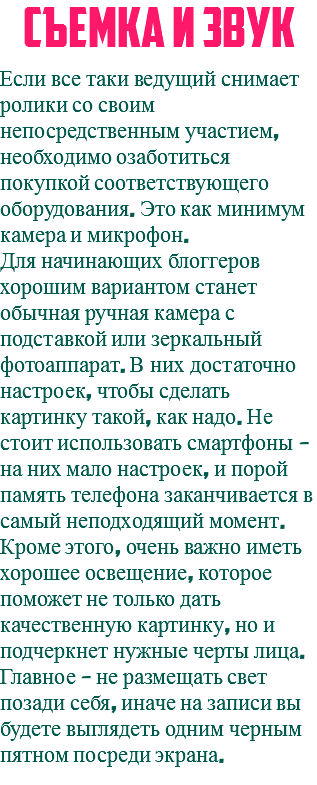 СЪЕМКА И ЗВУК
Если все таки ведущий снимает
ролики со своим
непосредственным участием,
необходимо озаботиться
покупкой соответствующего
оборудования. Это как минимум
камера и микрофон.
Для начинающих блоггеров
хорошим вариантом станет
обычная ручная камера с
подставкой или зеркальный
фотоаппарат. В них достаточно
настроек, чтобы сделать
картинку такой, как надо. Не
стоит использовать смартфоны -
на них мало настроек, и порой
память телефона заканчивается в
самый неподходящий момент.
Кроме этого, очень важно иметь
хорошее освещение, которое
поможет не только дать
качественную картинку, но и
подчеркнет нужные черты лица.
Главное - не размещать свет
позади себя, иначе на записи вы
будете выглядеть одним черным
пятном посреди экрана.